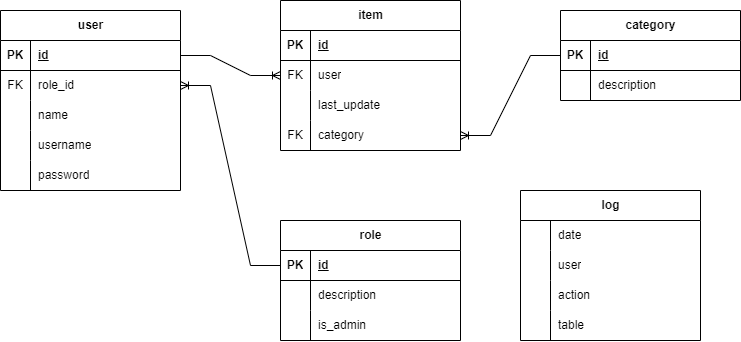 user
PK id
FK role_id
name
username
password
item
PK id
FK user
last_update
FK category
category
PK id
description
role
PK id
description
is_admin
log
date
user
action
table